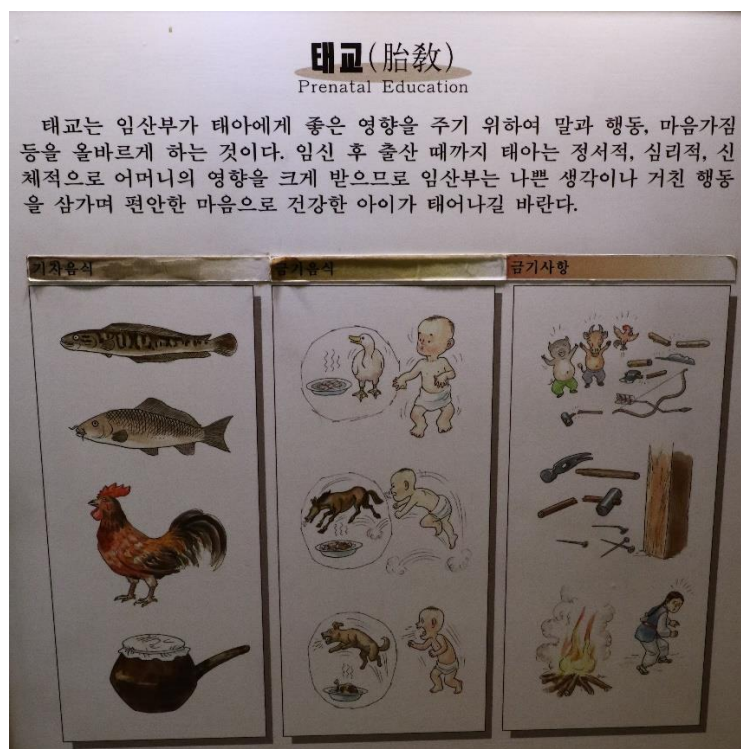 태교(胎敎)
Prenatal Education
태교는 임산부가 태아에게 좋은 영향을 주기 위하여 말과 행동, 마음가짐
등을 올바르게 하는 것이다. 임신 후 출산 때까지 태아는 정서적, 심리적, 신
체적으로 어머니의 영향을 크게 받으므로 임산부는 나쁜 생각이나 거친 행동
을 삼가며 편안한 마음으로 건강한 아이가 태어나길 바란다.
음식
금기음식
금기사항